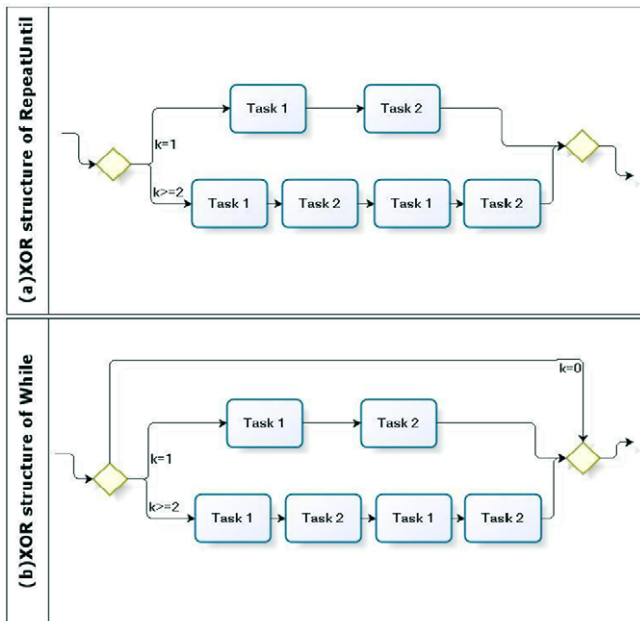 (a)XOR structure of RepeatUntil
Task 1
Task 2
k=1
k>=2
Task 1
Task 2
Task 1
Task 2
(b)XOR structure of While
k=0
Task 1
Task 2
k=1
k>=2
Task 1
Task 2
Task 1
Task 2